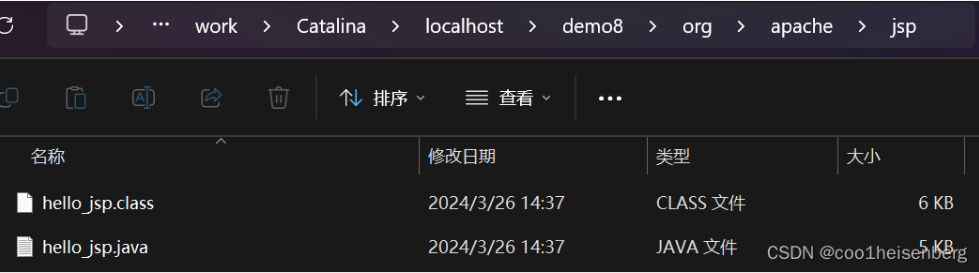 work Catalina localhost demo8 org apache jsp
排序 查看
名称 修改日期 类型 大小
hello_jsp.class 2024/3/26 14:37 CLASS 文件 6 KB
hello_jsp.java 2024/3/26 14:37 JAVA 文件 5 KB
CSDN @coo1heisenberg